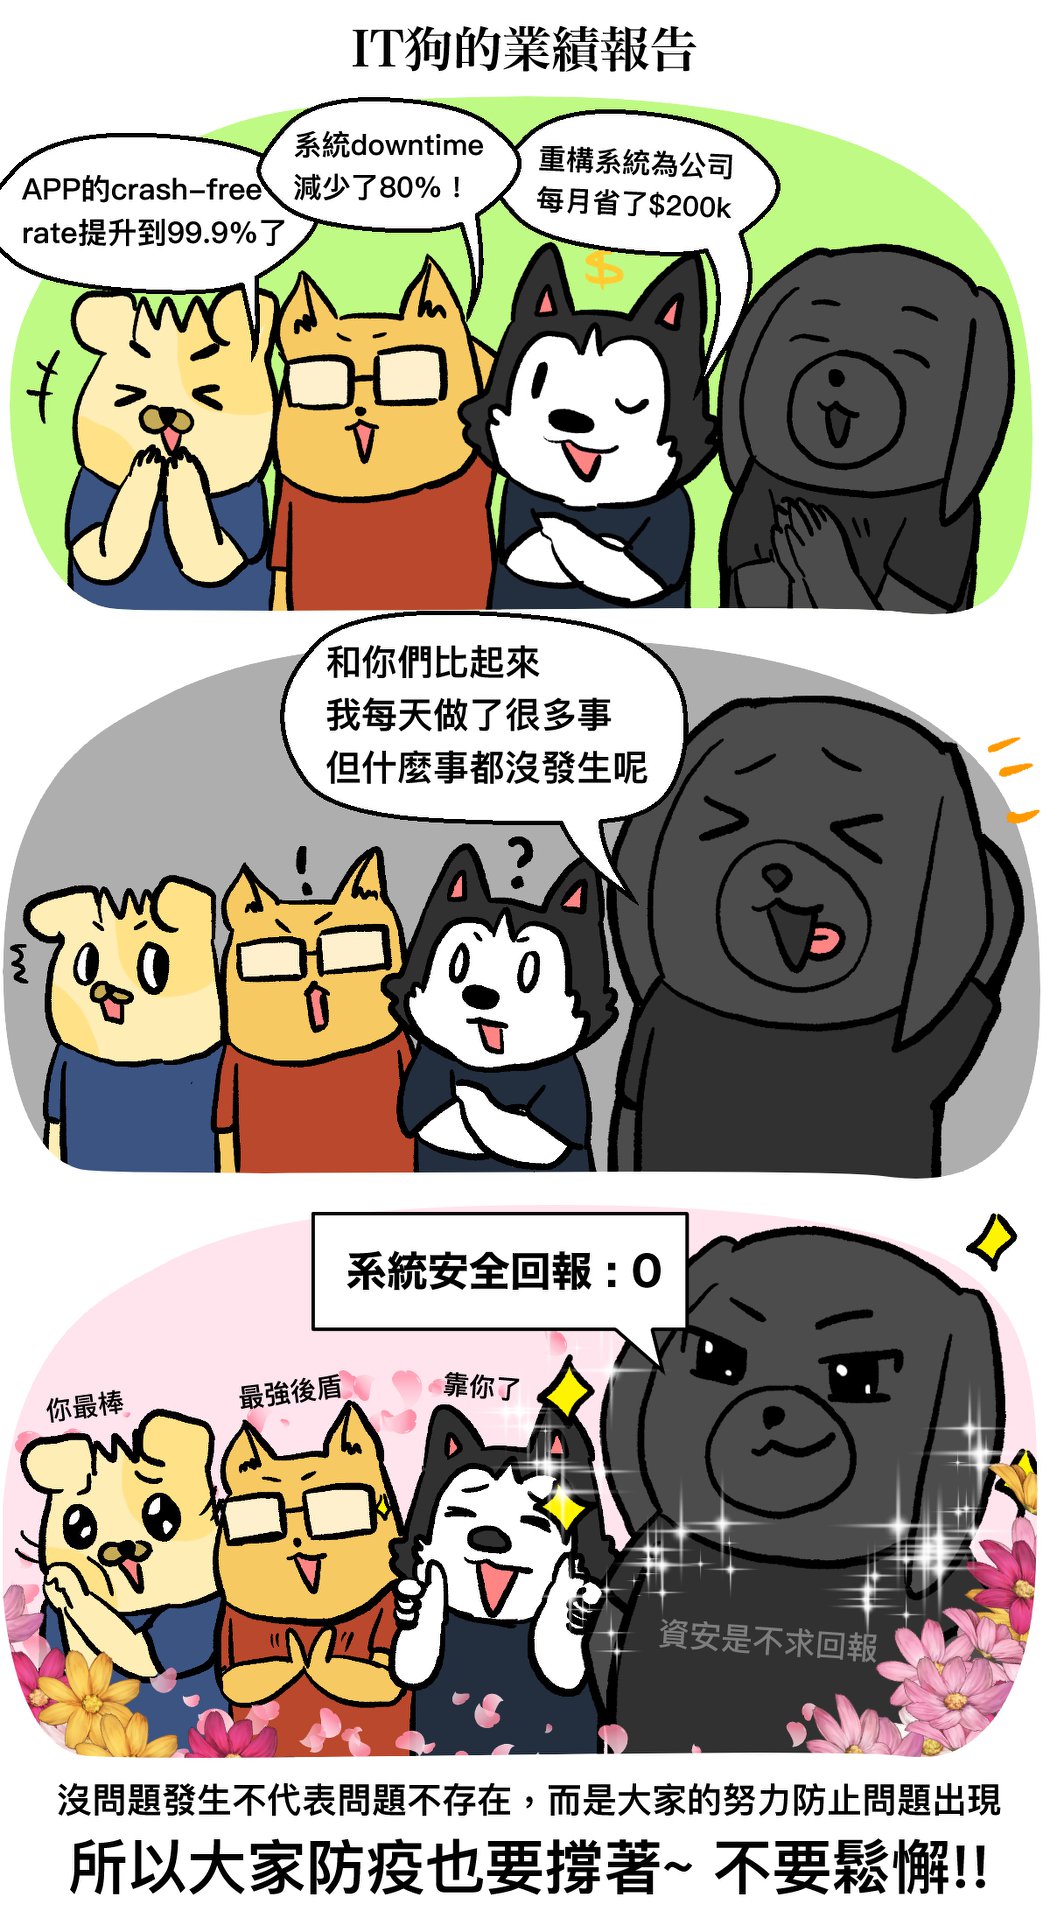 IT狗的業績報告
APP的crash-free
rate提升到99.9%了
系統downtime
減少了80%！
重構系統為公司
每月省了$200k
$
和你們比起來
我每天做了很多事
但什麼事都沒發生呢
!
?
系統安全回報：0
你最棒
最強後盾
靠你了
資安是不求回報
沒問題發生不代表問題不存在，而是大家的努力防止問題出現
所以大家防疫也要撐著~ 不要鬆懈!!